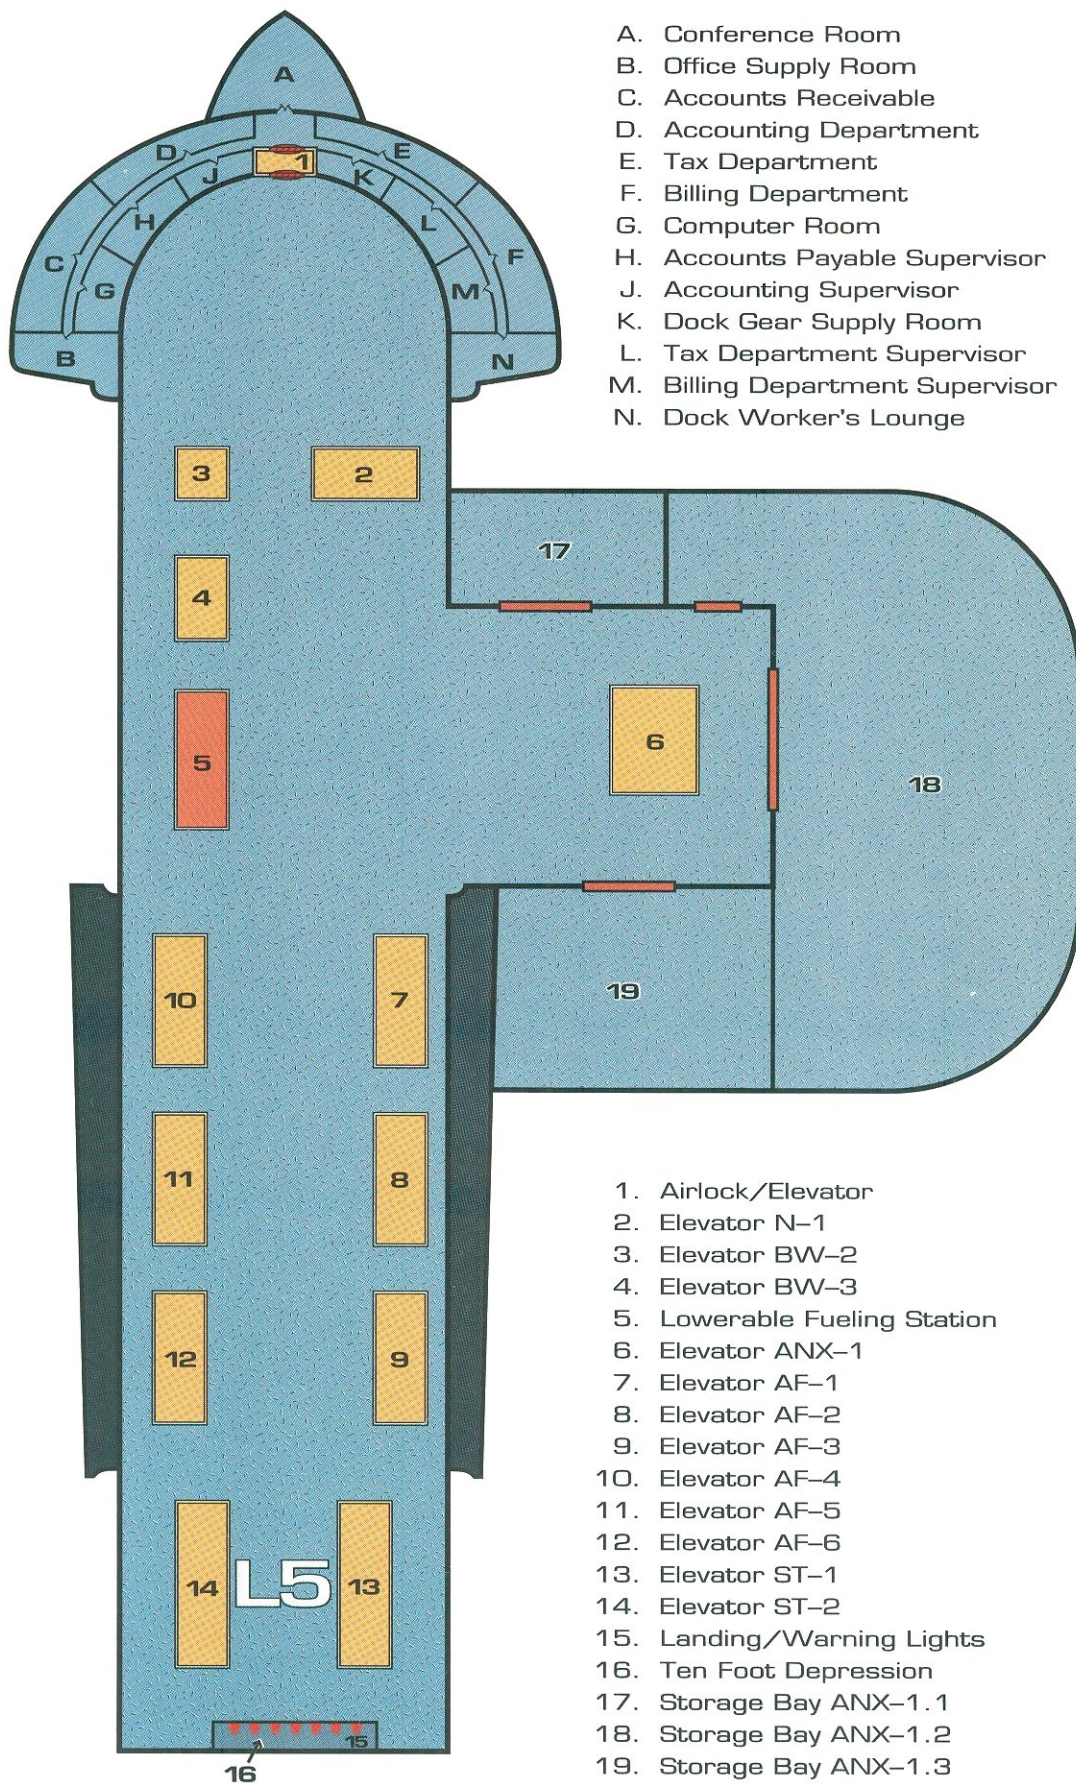 A. Conference Room
B. Office Supply Room
C. Accounts Receivable
D. Accounting Department
E. Tax Department
F. Billing Department
G. Computer Room
H. Accounts Payable Supervisor
J. Accounting Supervisor
K. Dock Gear Supply Room
L. Tax Department Supervisor
M. Billing Department Supervisor
N. Dock Worker's Lounge
A
D
E
1
J
K
H
L
C
F
G
M
B
N
3
2
17
4
6
5
18
10
7
19
11
8
12
9
14
L5
13
15
16
1. Airlock/Elevator
2. Elevator N-1
3. Elevator BW-2
4. Elevator BW-3
5. Lowerable Fueling Station
6. Elevator ANX-1
7. Elevator AF-1
8. Elevator AF-2
9. Elevator AF-3
10. Elevator AF-4
11. Elevator AF-5
12. Elevator AF-6
13. Elevator ST-1
14. Elevator ST-2
15. Landing/Warning Lights
16. Ten Foot Depression
17. Storage Bay ANX-1.1
18. Storage Bay ANX-1.2
19. Storage Bay ANX-1.3